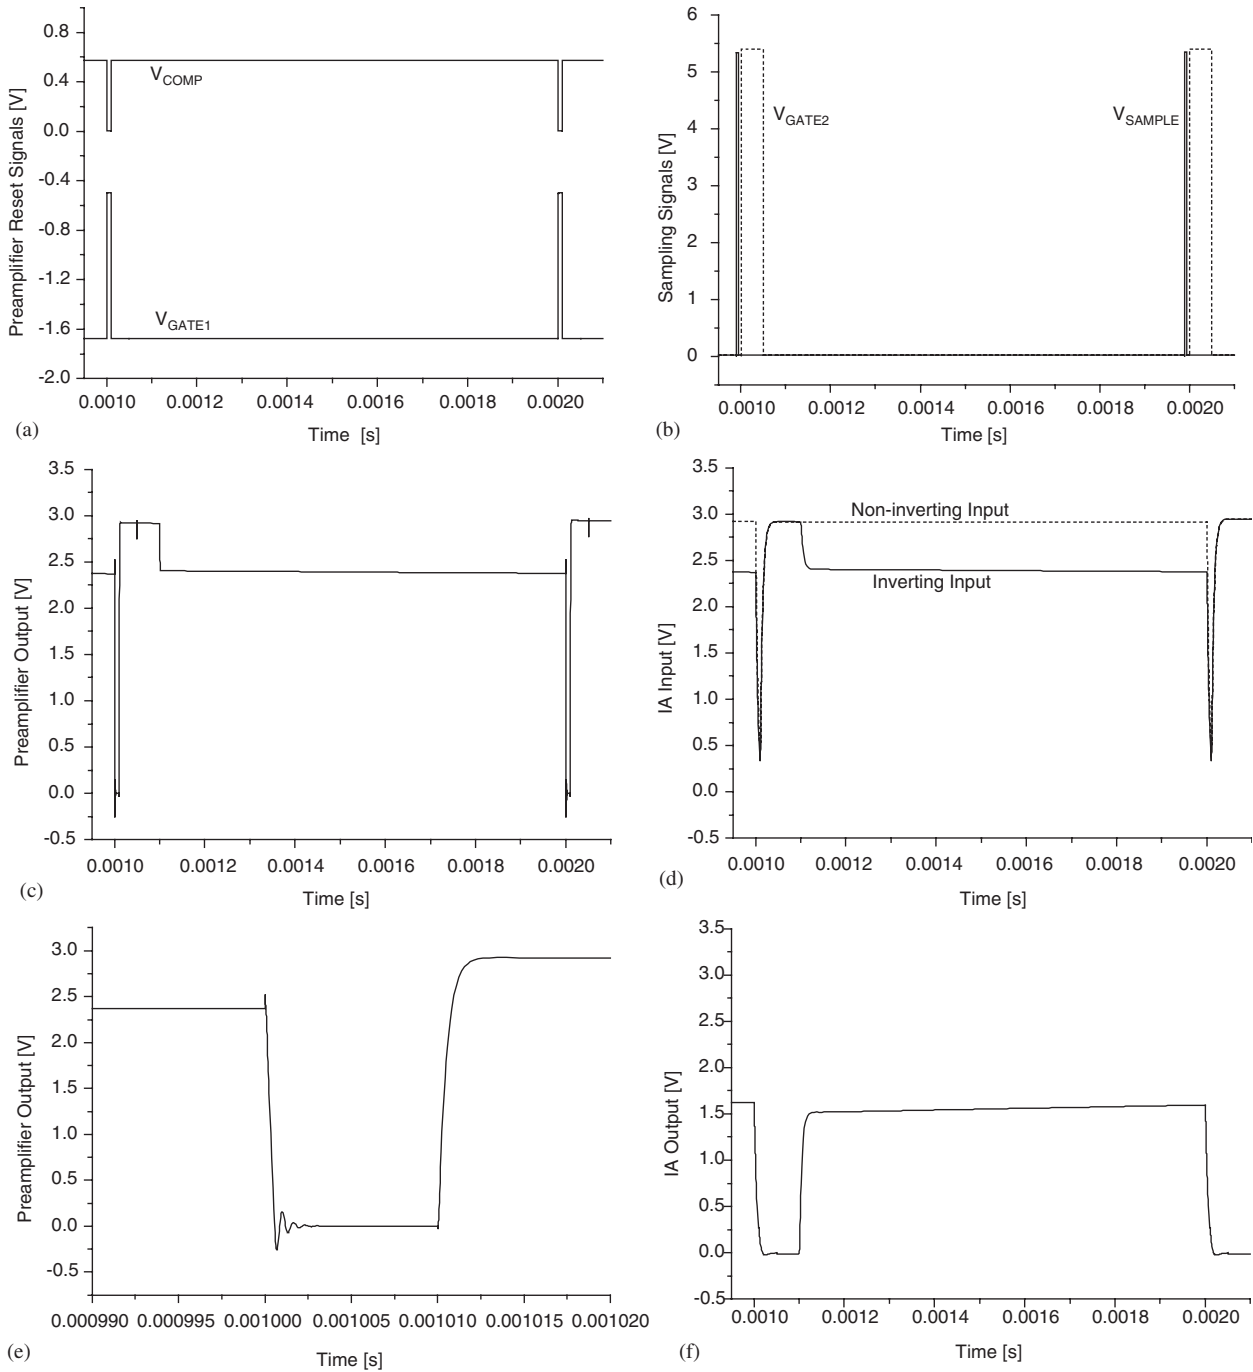 0.8
0.4
0.0
-0.4
-0.8
-1.2
-1.6
-2.0
Preamplifier Reset Signals [V]
V_COMP
V_GATE1
0.0010 0.0012 0.0014 0.0016 0.0018 0.0020
Time [s]
(a)
6
5
4
3
2
1
0
Sampling Signals [V]
V_GATE2
V_SAMPLE
0.0010 0.0012 0.0014 0.0016 0.0018 0.0020
Time [s]
(b)
3.5
3.0
2.5
2.0
1.5
1.0
0.5
0.0
-0.5
Preamplifier Output [V]
0.0010 0.0012 0.0014 0.0016 0.0018 0.0020
Time [s]
(c)
3.5
3.0
2.5
2.0
1.5
1.0
0.5
0.0
-0.5
IA Input [V]
Non-inverting Input
Inverting Input
0.0010 0.0012 0.0014 0.0016 0.0018 0.0020
Time [s]
(d)
3.0
2.5
2.0
1.5
1.0
0.5
0.0
-0.5
Preamplifier Output [V]
0.000990 0.000995 0.001000 0.001005 0.001010 0.001015 0.001020
Time [s]
(e)
3.5
3.0
2.5
2.0
1.5
1.0
0.5
0.0
-0.5
IA Output [V]
0.0010 0.0012 0.0014 0.0016 0.0018 0.0020
Time [s]
(f)